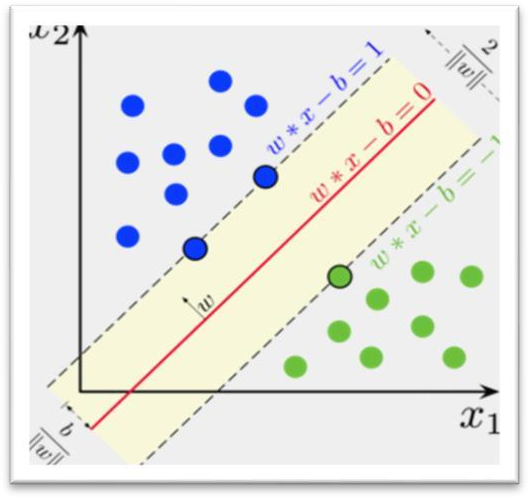 x2
w * x − b = 1
2
||w||
w * x − b = 0
w * x − b = −1
w
x1
b
||w||